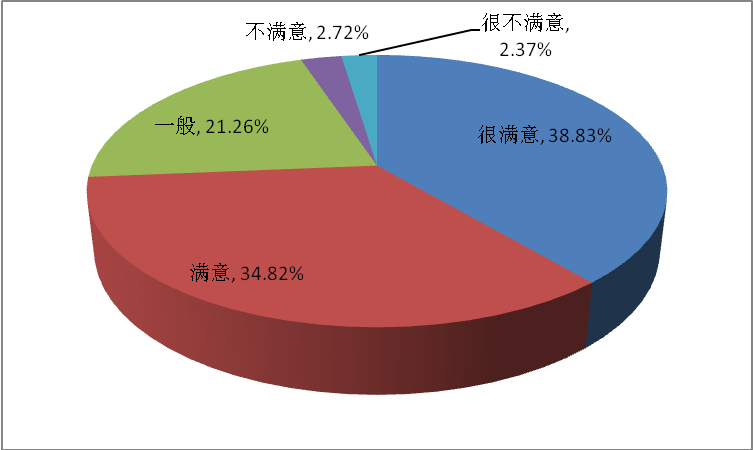 不满意, 2.72%
很不满意,
2.37%
一般, 21.26%
很满意, 38.83%
满意, 34.82%